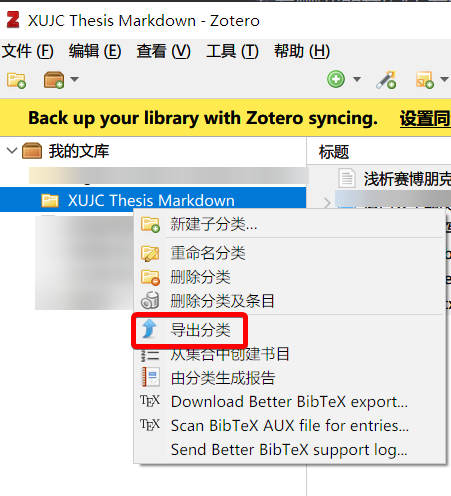 XUJC Thesis Markdown - Zotero
文件 (F) 编辑 (E) 查看 (V) 工具 (T) 帮助 (H)
Back up your library with Zotero syncing. 设置同
我的文库
标题
浅析赛博朋克
XUJC Thesis Markdown
新建子分类...
重命名分类
删除分类
删除分类及条目
导出分类
从集合中创建书目
由分类生成报告
TEX Download Better BibTeX export...
TEX Scan BibTeX AUX file for entries...
Send Better BibTeX support log...